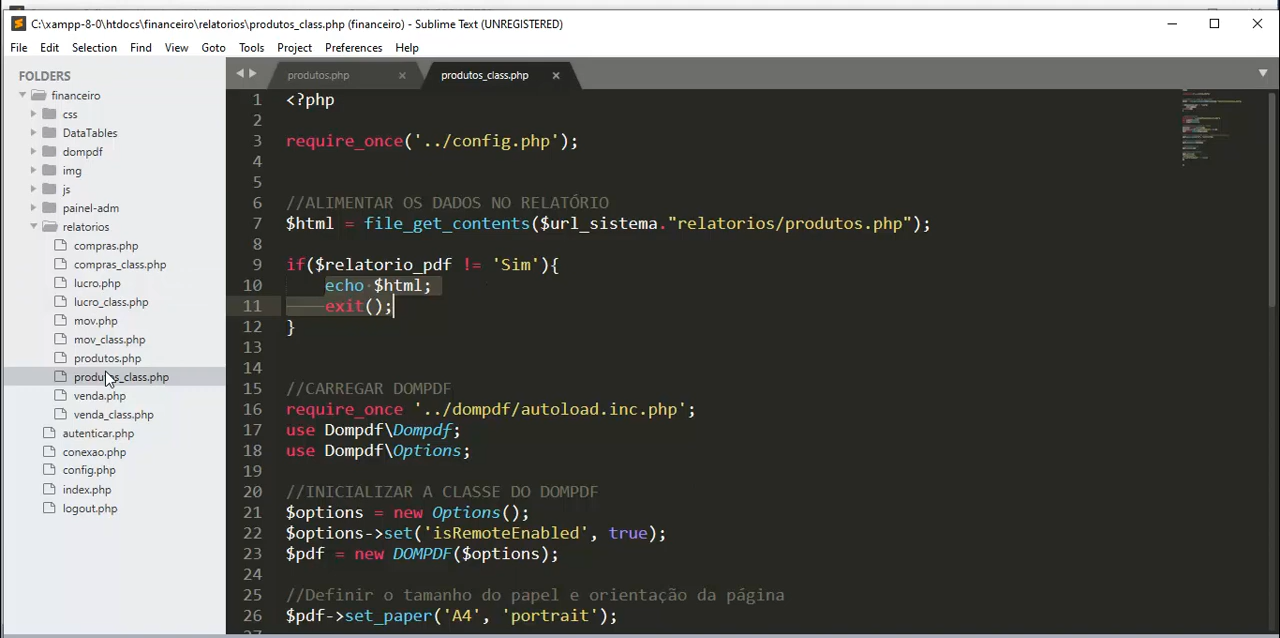 C:\xampp-8-0\htdocs\financeiro\relatorios\produtos_class.php (financeiro) - Sublime Text (UNREGISTERED)
File Edit Selection Find View Goto Tools Project Preferences Help
FOLDERS
financeiro
css
DataTables
dompdf
img
js
painel-adm
relatorios
compras.php
compras_class.php
lucro.php
lucro_class.php
mov.php
mov_class.php
produtos.php
produtos_class.php
venda.php
venda_class.php
autenticar.php
conexao.php
config.php
index.php
logout.php
produtos.php produtos_class.php
1 <?php
2
3 require_once('../config.php');
4
5
6 //ALIMENTAR OS DADOS NO RELATÓRIO
7 $html = file_get_contents($url_sistema."relatorios/produtos.php");
8
9 if($relatorio_pdf != 'Sim'){
10 echo $html;
11 exit();
12 }
13
14
15 //CARREGAR DOMPDF
16 require_once '../dompdf/autoload.inc.php';
17 use Dompdf\Dompdf;
18 use Dompdf\Options;
19
20 //INICIALIZAR A CLASSE DO DOMPDF
21 $options = new Options();
22 $options->set('isRemoteEnabled', true);
23 $pdf = new DOMPDF($options);
24
25 //Definir o tamanho do papel e orientação da página
26 $pdf->set_paper('A4', 'portrait');